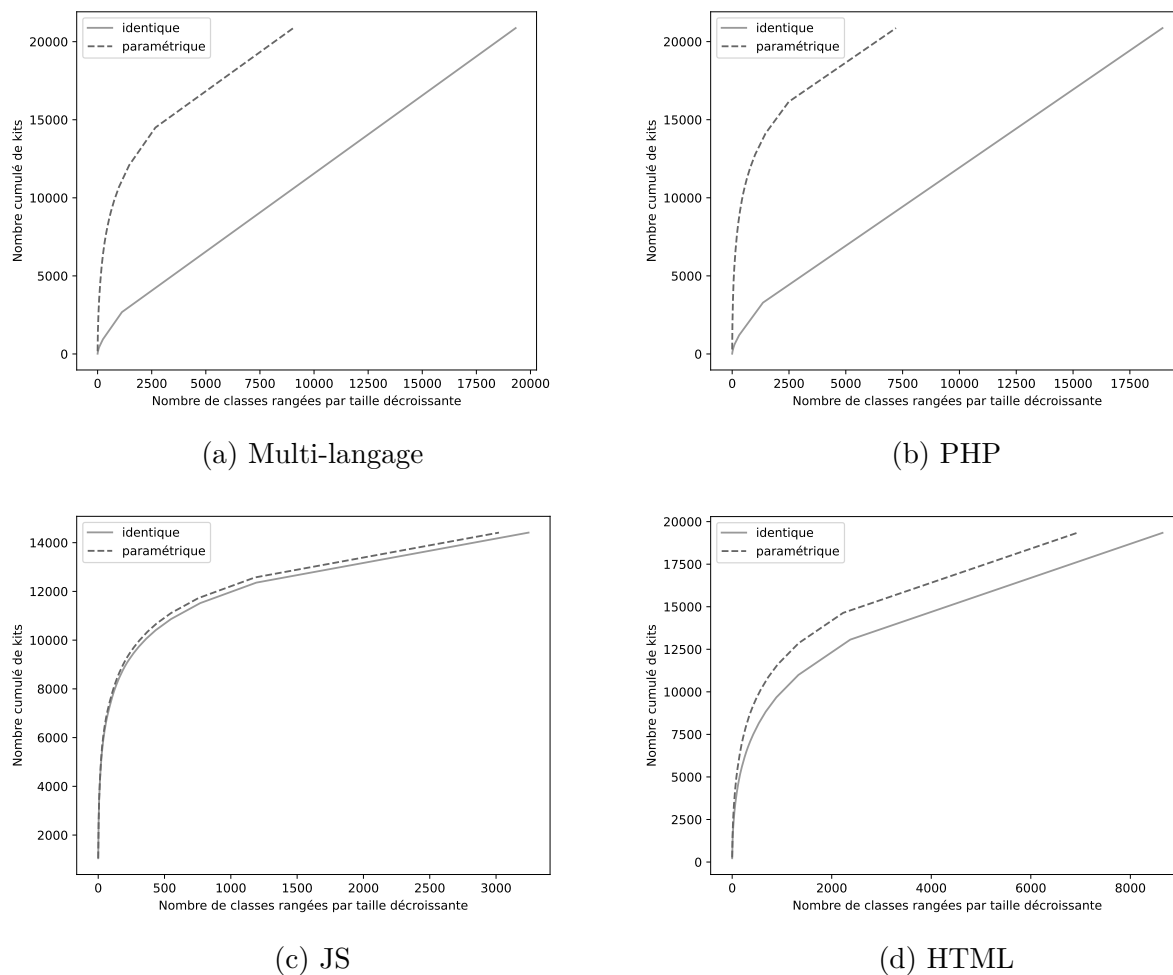 identique
paramétrique
20000
15000
10000
5000
0
Nombre cumulé de kits
0 2500 5000 7500 10000 12500 15000 17500 20000
Nombre de classes rangées par taille décroissante
(a) Multi-langage
identique
paramétrique
20000
15000
10000
5000
0
Nombre cumulé de kits
0 2500 5000 7500 10000 12500 15000 17500
Nombre de classes rangées par taille décroissante
(b) PHP
identique
paramétrique
14000
12000
10000
8000
6000
4000
2000
Nombre cumulé de kits
0 500 1000 1500 2000 2500 3000
Nombre de classes rangées par taille décroissante
(c) JS
identique
paramétrique
20000
17500
15000
12500
10000
7500
5000
2500
0
Nombre cumulé de kits
0 2000 4000 6000 8000
Nombre de classes rangées par taille décroissante
(d) HTML